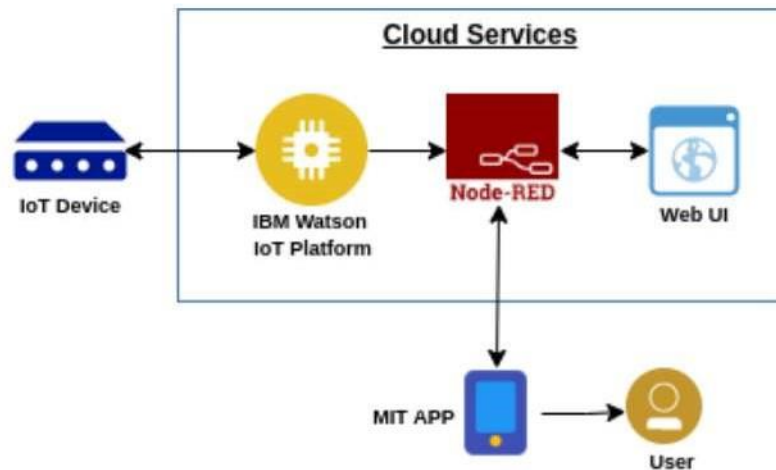 Cloud Services
IoT Device
IBM Watson
IoT Platform
Node-RED
Web UI
MIT APP
User